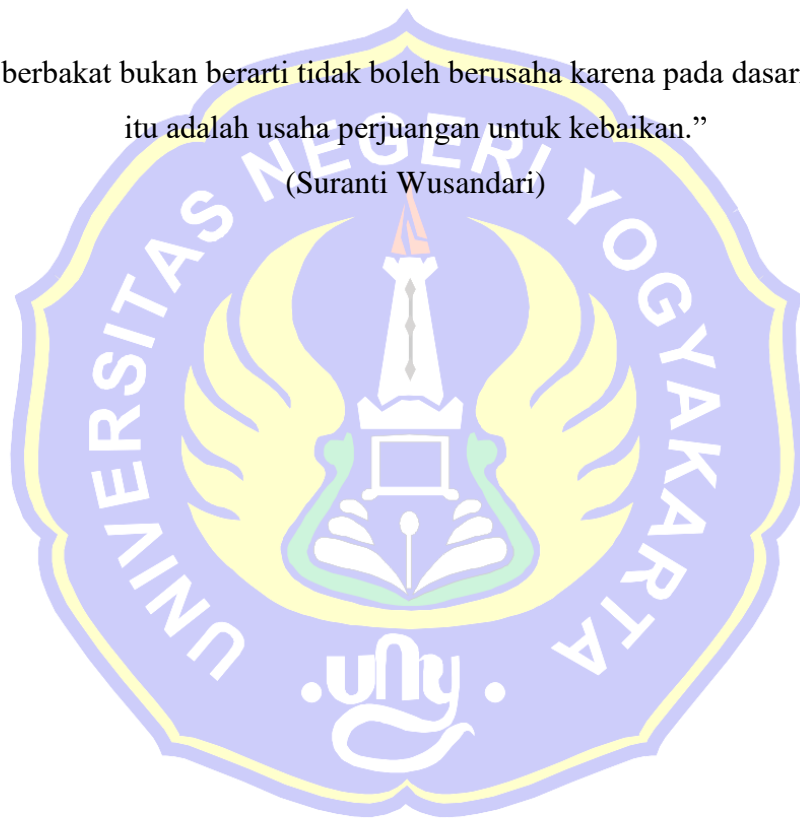 berbakat bukan berarti tidak boleh berusaha karena pada
itu adalah usaha perjuangan untuk kebaikan.”
(Suranti Wusandari)
UNIVERSITAS NEGERI YOGYAKARTA
.uny.